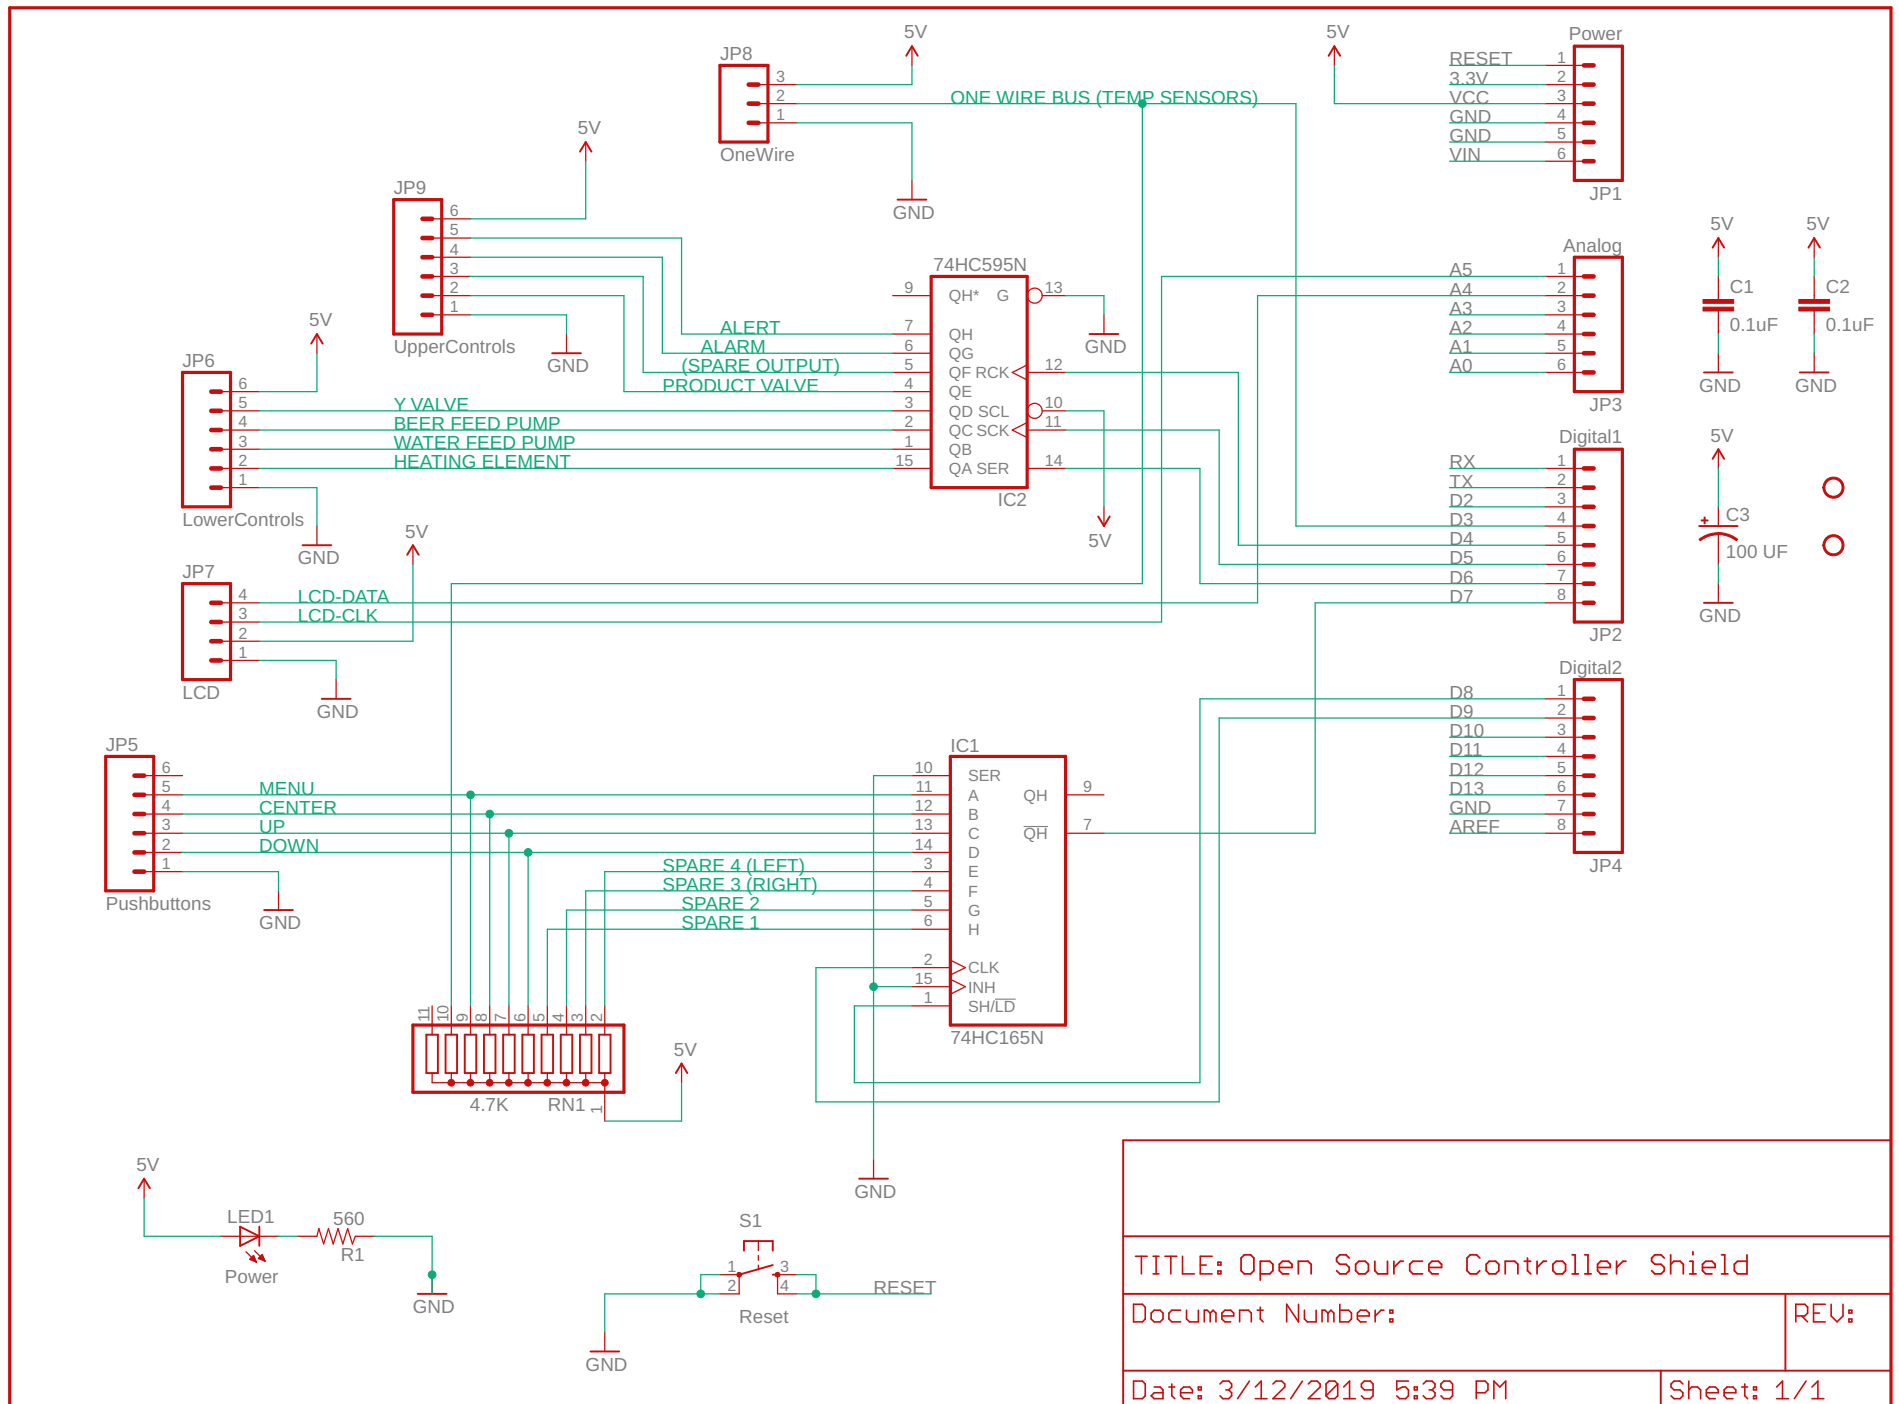 5V
JP8
3
2
1
OneWire
ONE WIRE BUS (TEMP SENSORS)
GND
5V
Power
RESET 1
3.3V 2
VCC 3
GND 4
GND 5
VIN 6
JP1
5V
JP9
6
5
4
3
2
1
UpperControls
GND
5V
JP6
6
5
4
3
2
1
LowerControls
GND
ALERT
ALARM
(SPARE OUTPUT)
PRODUCT VALVE
Y VALVE
BEER FEED PUMP
WATER FEED PUMP
HEATING ELEMENT
74HC595N
9 QH* G 13
7 QH
6 QG
5 QF RCK 12
4 QE
3 QD SCL 10
2 QC SCK 11
1 QB
15 QA SER 14
IC2
GND
5V
Analog
A5 1
A4 2
A3 3
A2 4
A1 5
A0 6
JP3
5V
C1
0.1uF
GND
5V
C2
0.1uF
GND
Digital1
RX 1
TX 2
D2 3
D3 4
D4 5
D5 6
D6 7
D7 8
JP2
5V
+
C3
100 UF
GND
5V
JP7
4
3
2
1
LCD
LCD-DATA
LCD-CLK
GND
Digital2
D8 1
D9 2
D10 3
D11 4
D12 5
D13 6
GND 7
AREF 8
JP4
JP5
6
5
4
3
2
1
Pushbuttons
MENU
CENTER
UP
DOWN
GND
SPARE 4 (LEFT)
SPARE 3 (RIGHT)
SPARE 2
SPARE 1
IC1
10 SER
11 A QH 9
12 B
13 C QH 7
14 D
3 E
4 F
5 G
6 H
2 CLK
15 INH
1 SH/LD
74HC165N
GND
11 10 9 8 7 6 5 4 3 2
4.7K RN1 1
5V
5V
LED1
Power
560
R1
GND
S1
1 3
2 4
Reset
RESET
GND
TITLE: Open Source Controller Shield
Document Number:
REV:
Date: 3/12/2019 5:39 PM
Sheet: 1/1